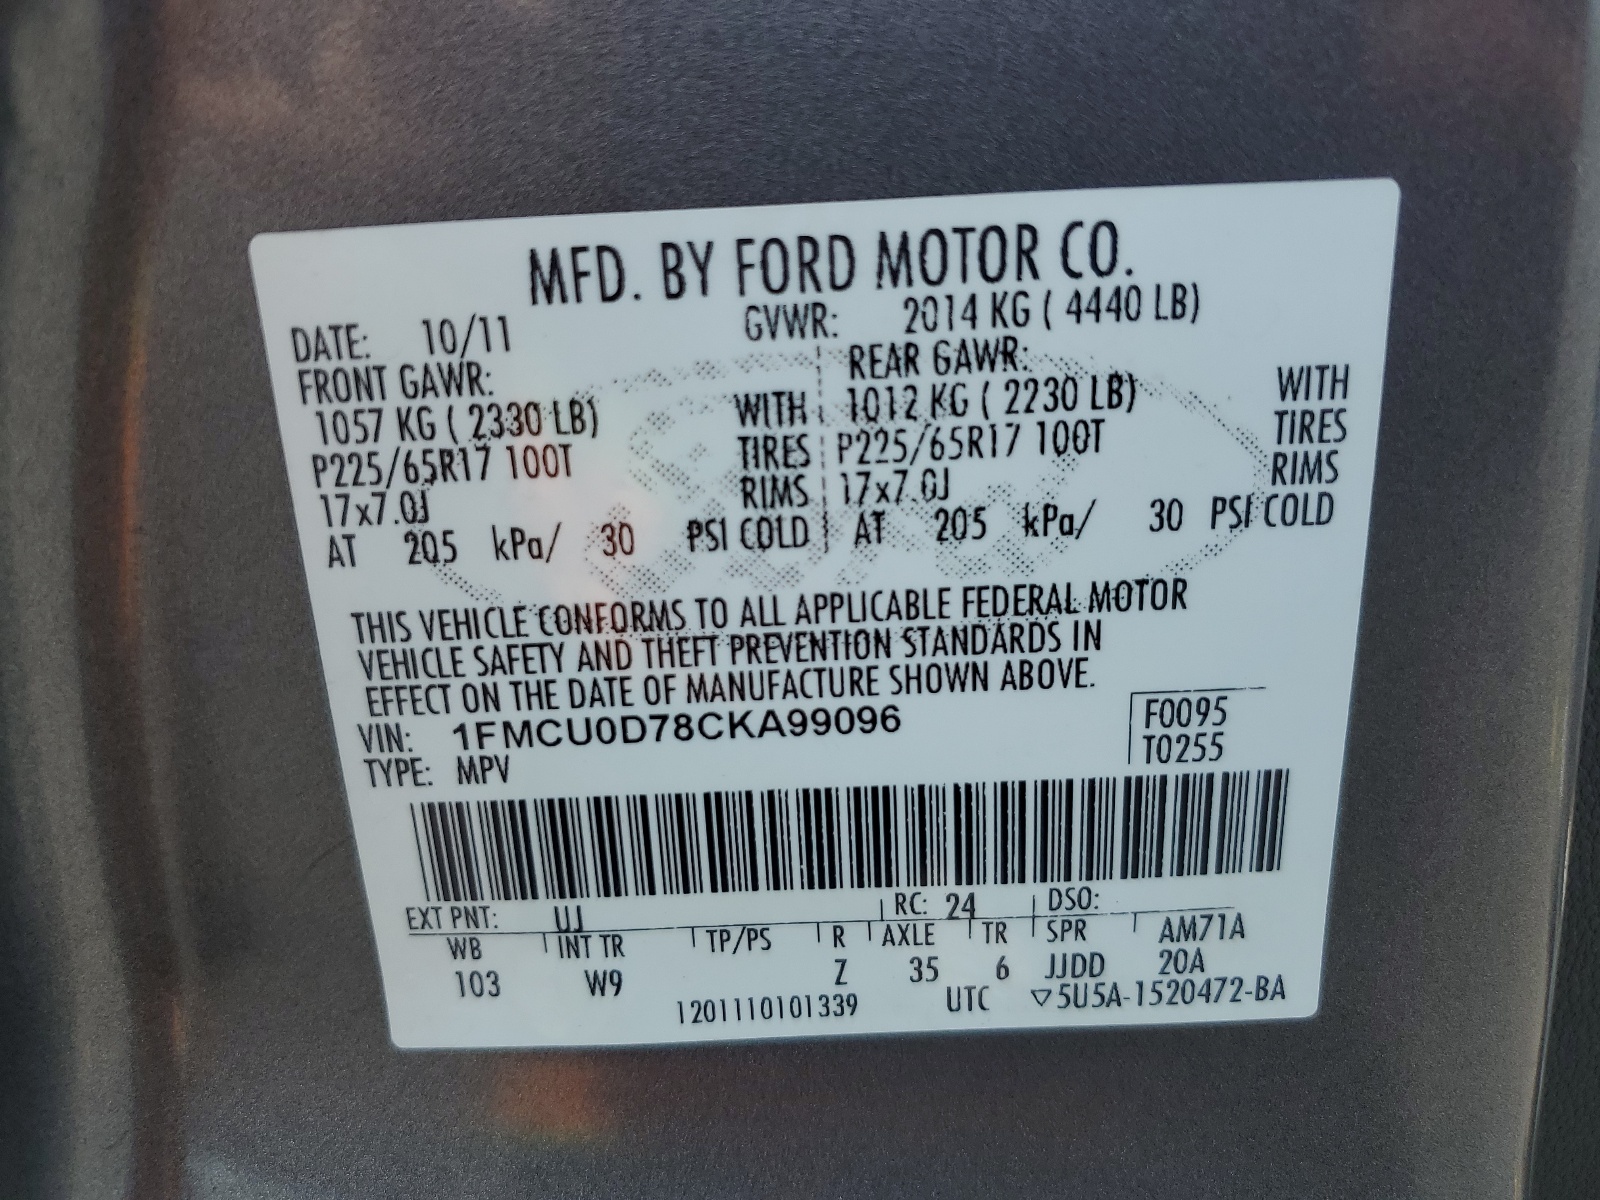 MFD. BY FORD MOTOR CO.
DATE: 10/11 GVWR: 2014 KG ( 4440 LB)
FRONT GAWR: REAR GAWR:
1057 KG ( 2330 LB) WITH 1012 KG ( 2230 LB) WITH
P225/65R17 100T TIRES P225/65R17 100T TIRES
17x7.0J RIMS 17x7.0J RIMS
AT 205 kPa/ 30 PSI COLD AT 205 kPa/ 30 PSI COLD
THIS VEHICLE CONFORMS TO ALL APPLICABLE FEDERAL MOTOR
VEHICLE SAFETY AND THEFT PREVENTION STANDARDS IN
EFFECT ON THE DATE OF MANUFACTURE SHOWN ABOVE.
VIN: 1FMCU0D78CKA99096 F0095
TYPE: MPV T0255
EXT PNT: UJ RC: 24 DSO:
WB INT TR TP/PS R AXLE TR SPR AM71A
103 W9 Z 35 6 JJDD 20A
1201110101339 UTC ▽5U5A-1520472-BA